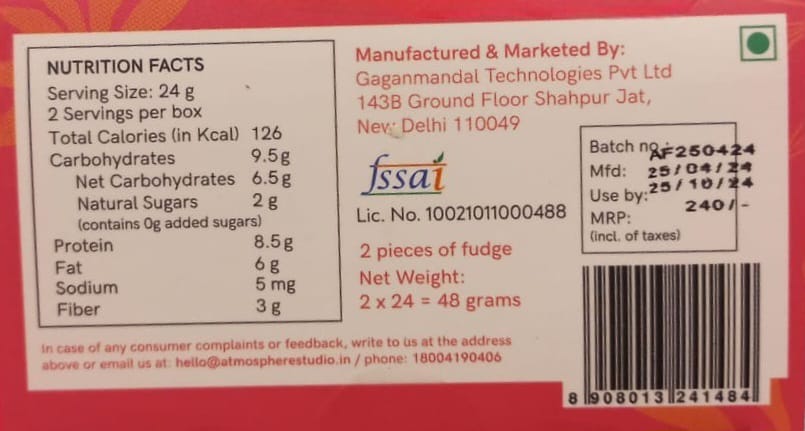 NUTRITION FACTS
Serving Size: 24 g
2 Servings per box
Total Calories (in Kcal) 126
Carbohydrates 9.5g
Net Carbohydrates 6.5g
Natural Sugars 2 g
(contains 0g added sugars)
Protein 8.5g
Fat 6g
Sodium 5 mg
Fiber 3 g
Manufactured & Marketed By:
Gaganmandal Technologies Pvt Ltd
143B Ground Floor Shahpur Jat,
New Delhi 110049
fssai
Lic. No. 10021011000488
2 pieces of fudge
Net Weight:
2 x 24 = 48 grams
Batch no.: AF250424
Mfd: 25/04/24
Use by: 25/10/24
MRP: 240/-
(incl. of taxes)
In case of any consumer complaints or feedback, write to us at the address
above or email us at: hello@atmospherestudio.in / phone: 18004190406
8 908013 241484